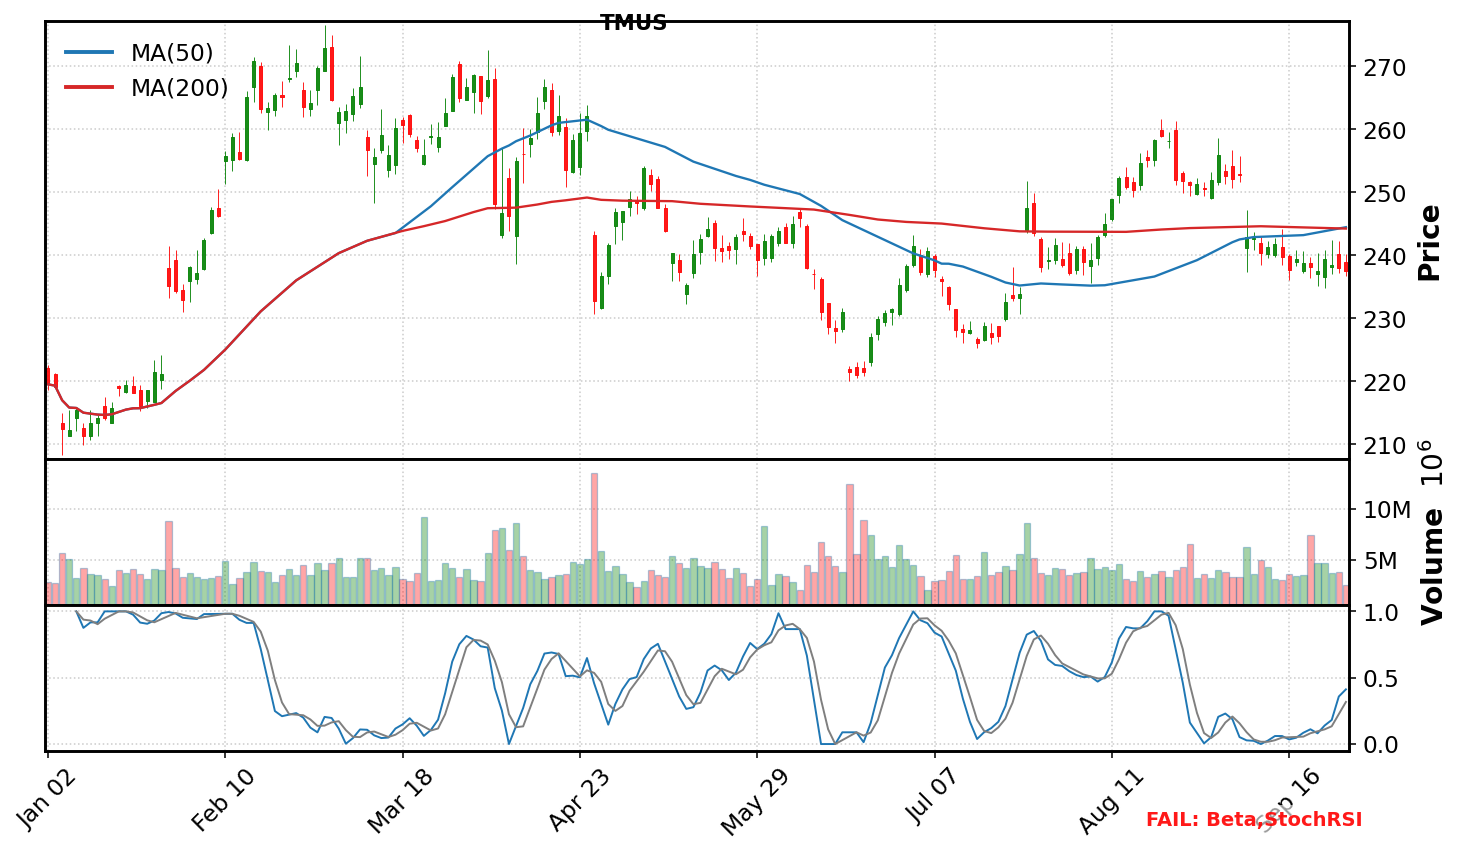 TMUS
MA(50)
MA(200)
270
260
250
240
230
220
210
Price
10M
5M
Volume 10^6
1.0
0.5
0.0
Jan 02
Feb 10
Mar 18
Apr 23
May 29
Jul 07
Aug 11
Sep 16
FAIL: Beta,StochRSI